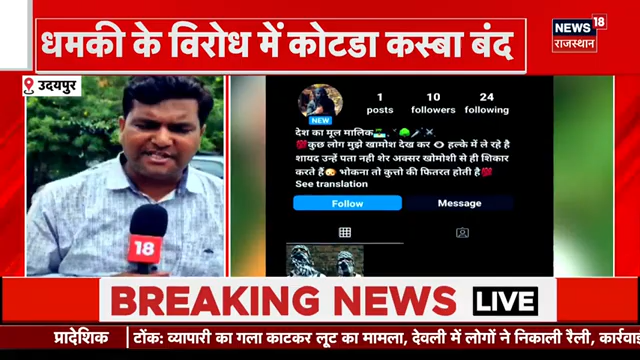 धमकी के विरोध में कोटडा कस्बा बंद
NEWS 18
राजस्थान
उदयपुर
1 10 24
posts followers following
NEW
देश का मूल मालिक
💯कुछ लोग मुझे खामोश देख कर 👁 हल्के में ले रहे है
शायद उन्हें पता नही शेर अक्सर खोमोशी से ही शिकार
करते हैं भोकना तो कुत्तो की फितरत होती है💯
See translation
Follow Message
18
BREAKING NEWS LIVE
प्रादेशिक टोंक: व्यापारी का गला काटकर लूट का मामला, देवली में लोगों ने निकाली रैली, कार्रवा